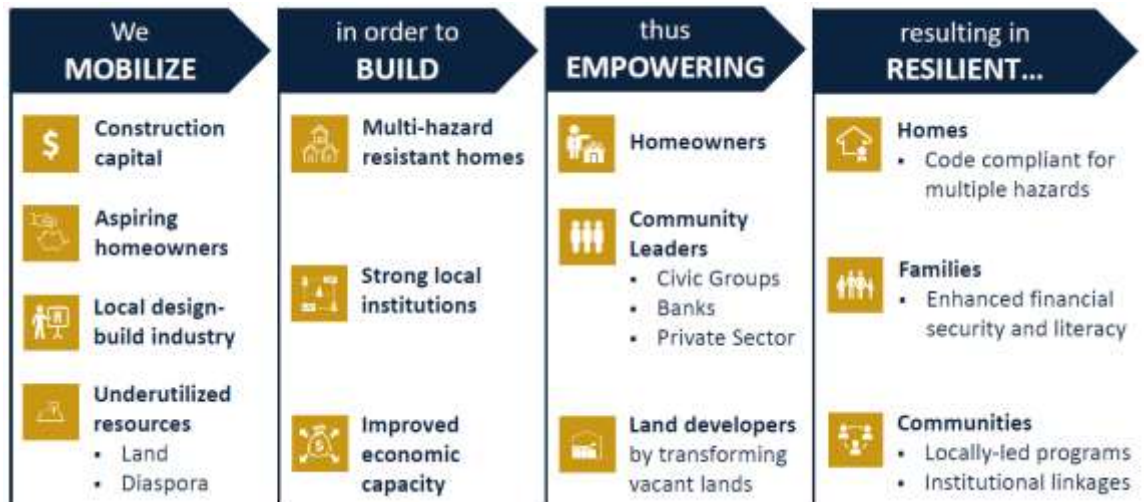 We
MOBILIZE
Construction
capital
Aspiring
homeowners
Local design-
build industry
Underutilized
resources
▪ Land
▪ Diaspora
in order to
BUILD
Multi-hazard
resistant homes
Strong local
institutions
Improved
economic
capacity
thus
EMPOWERING
Homeowners
Community
Leaders
▪ Civic Groups
▪ Banks
▪ Private Sector
Land developers
by transforming
vacant lands
resulting in
RESILIENT...
Homes
▪ Code compliant for
multiple hazards
Families
▪ Enhanced financial
security and literacy
Communities
▪ Locally-led programs
▪ Institutional linkages